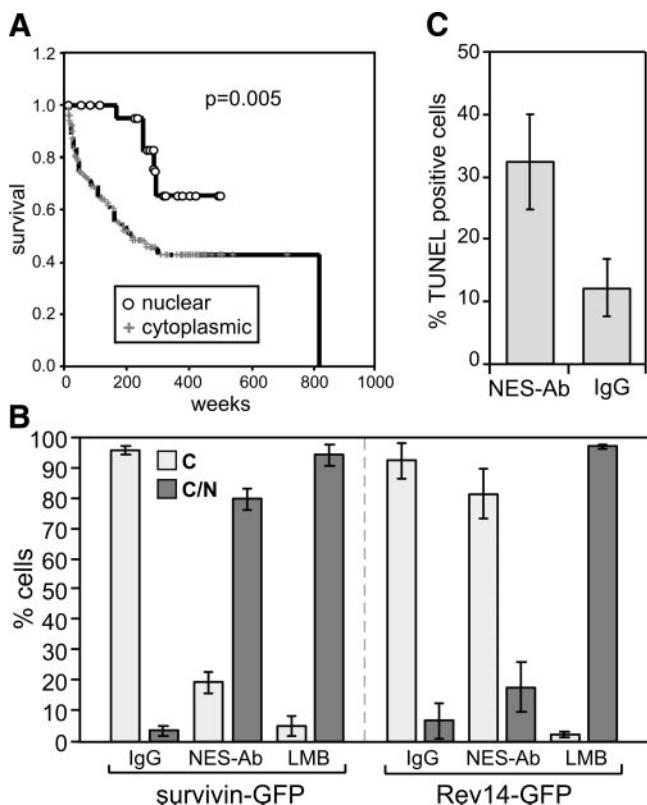 A
1.2
1.0
0.8
0.6
0.4
0.2
0.0
survival
p=0.005
nuclear
cytoplasmic
0 200 400 600 800 1000
weeks
C
50
40
30
20
10
0
% TUNEL positive cells
NES-Ab IgG
B
100
90
80
70
60
50
40
30
20
10
0
% cells
C
C/N
IgG NES-Ab LMB IgG NES-Ab LMB
survivin-GFP Rev14-GFP